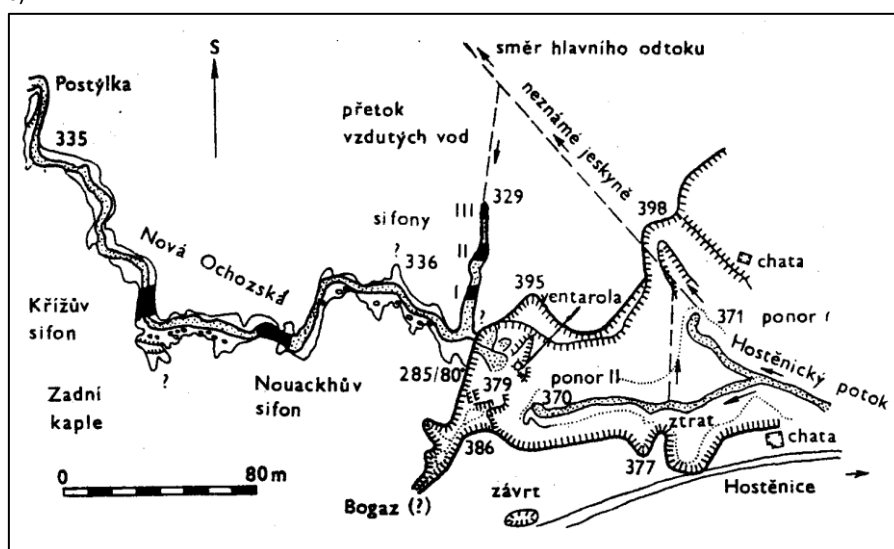 S
směr hlavního odtoku
Postýlka
335
přetok
vzdutých vod
neznámé jeskyně
III
329
398
sifony
?
II
336
Nová Ochozská
chata
395
ventarola
I
?
371
ponor I
Křížův
sifon
Hostěnický potok
?
Nouackhův
sifon
285/80
379
ponor II
370
Zadní
kaple
ztrat
chata
386
377
0
80 m
Hostěnice
Bogaz (?)
závrt